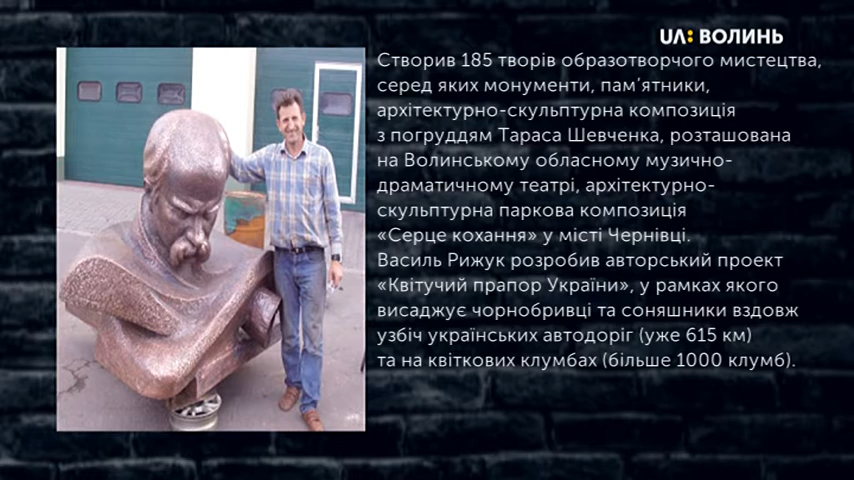 UA: ВОЛИНЬ
Створив 185 творів образотворчого мистецтва,
серед яких монументи, пам’ятники,
архітектурно-скульптурна композиція
з погруддям Тараса Шевченка, розташована
на Волинському обласному музично-
драматичному театрі, архітектурно-
скульптурна паркова композиція
«Серце кохання» у місті Чернівці.
Василь Рижук розробив авторський проект
«Квітучий прапор України», у рамках якого
висаджує чорнобривці та соняшники вздовж
узбіч українських автодоріг (уже 615 км)
та на квіткових клумбах (більше 1000 клумб).